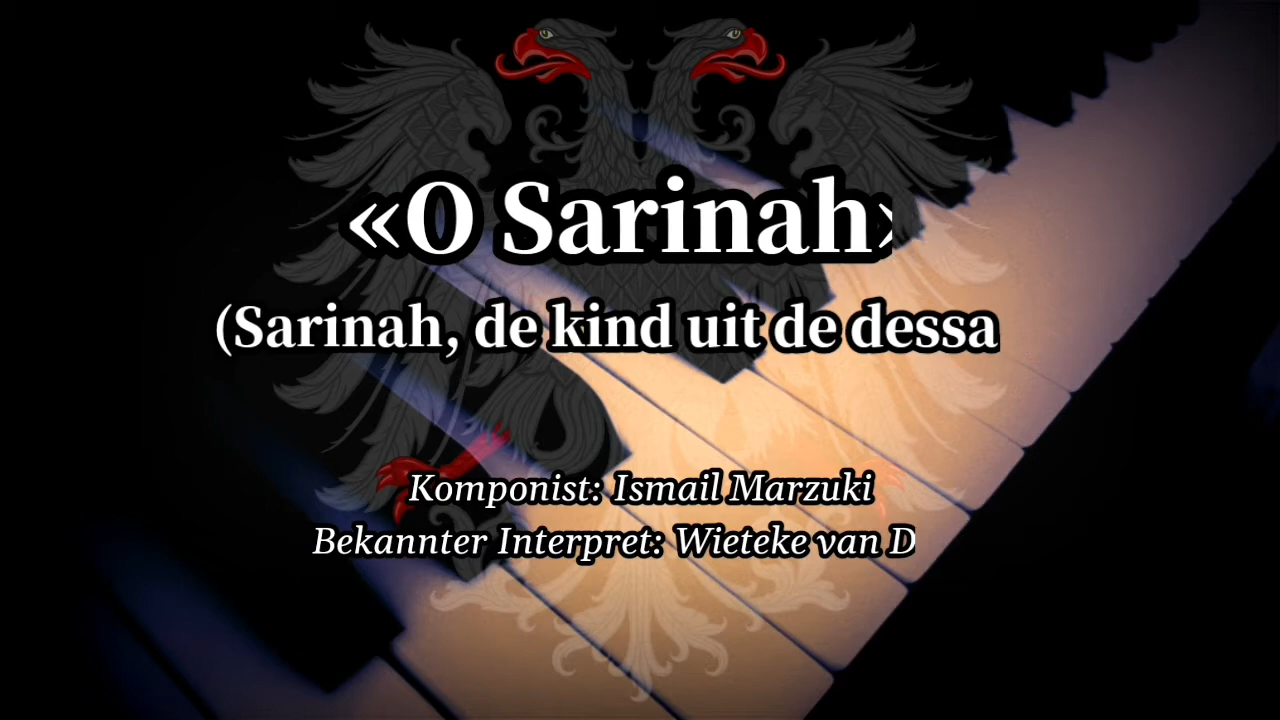 «O Sarinah»
(Sarinah, de kind uit de dessa
Komponist: Ismail Marzuki
Bekannter Interpret: Wieteke van D